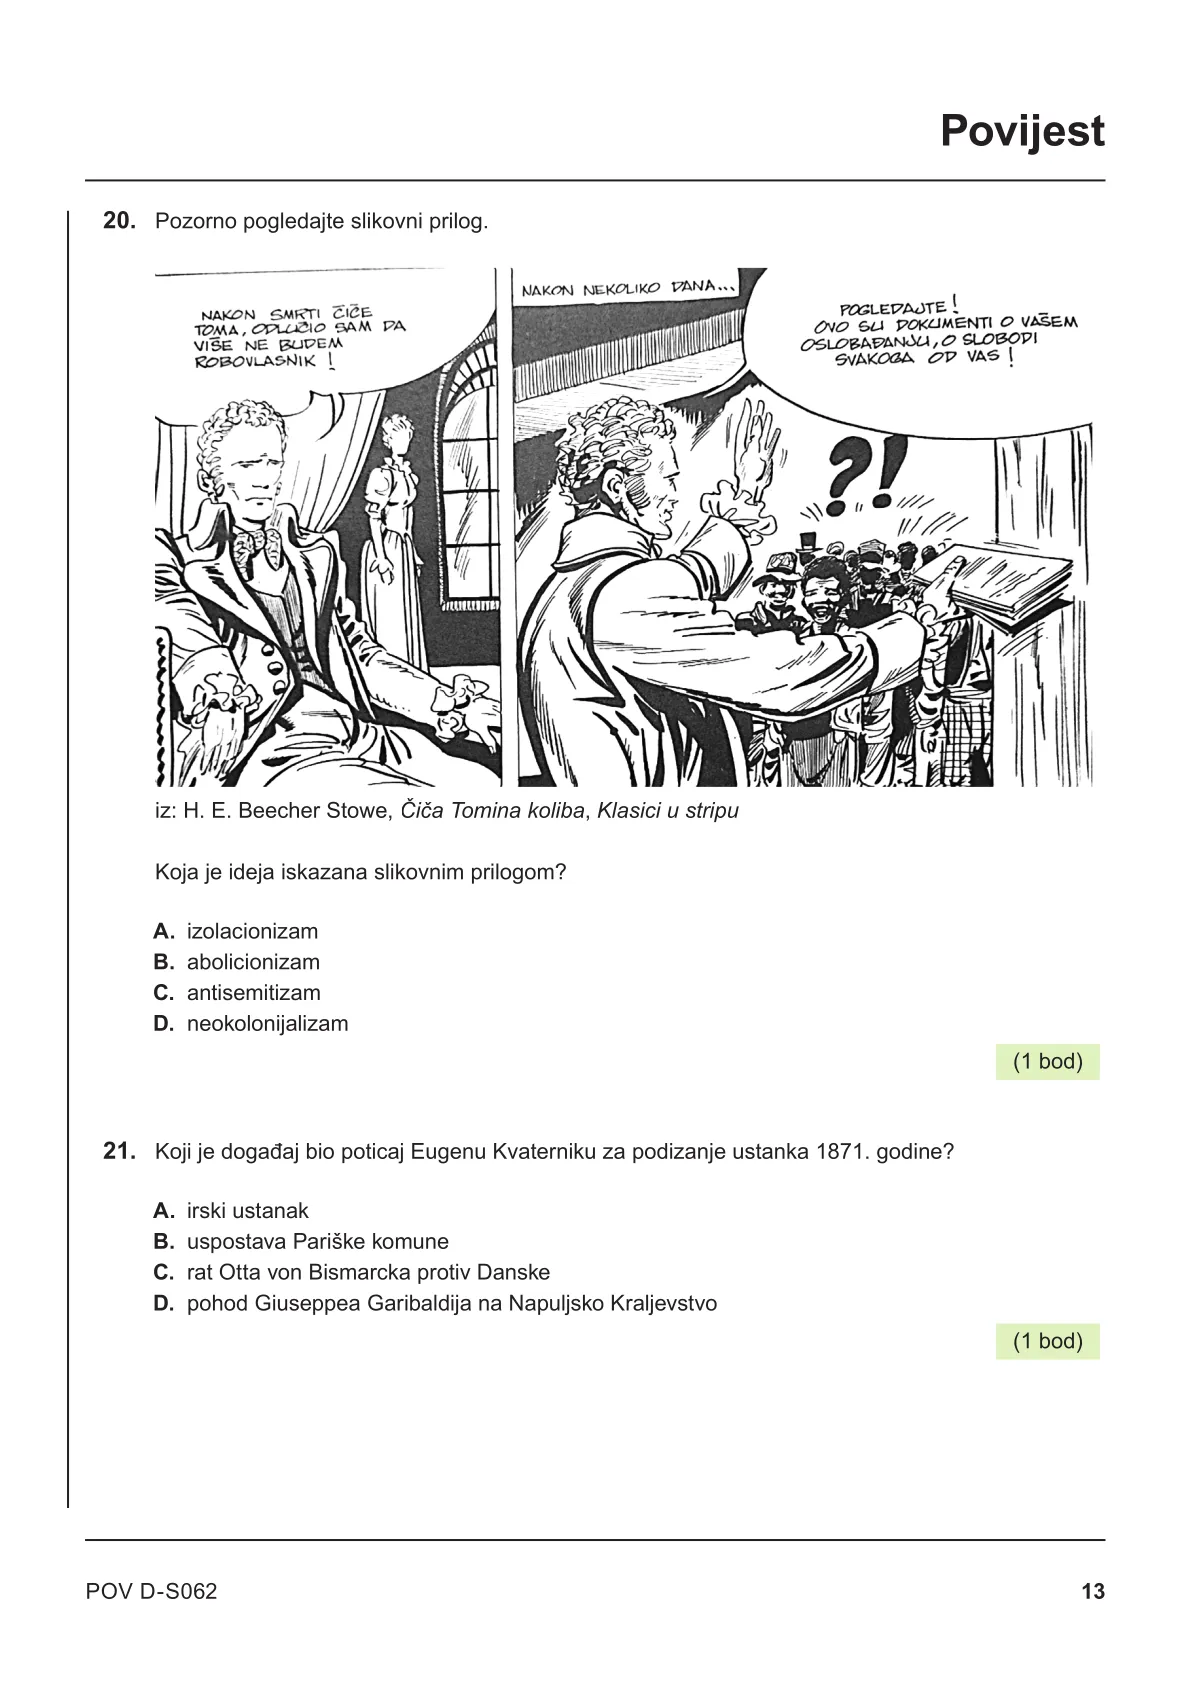 Povijest
20. Pozorno pogledajte slikovni prilog.
NAKON SMRTI ČIČE
TOMA, ODLUČIO SAM DA
VIŠE NE BUDEM
ROBOVLASNIK!
NAKON NEKOLIKO DANA...
POGLEDAJTE!
OVO SU DOKUMENTI O VAŠEM
OSLOBAĐANJU, O SLOBODI
SVAKOGA OD VAS!
?!
iz: H. E. Beecher Stowe, Čiča Tomina koliba, Klasici u stripu
Koja je ideja iskazana slikovnim prilogom?
A. izolacionizam
B. abolicionizam
C. antisemitizam
D. neokolonijalizam
(1 bod)
21. Koji je događaj bio poticaj Eugenu Kvaterniku za podizanje ustanka 1871. godine?
A. irski ustanak
B. uspostava Pariške komune
C. rat Otta von Bismarcka protiv Danske
D. pohod Giuseppea Garibaldija na Napuljsko Kraljevstvo
(1 bod)
POV D-S062
13